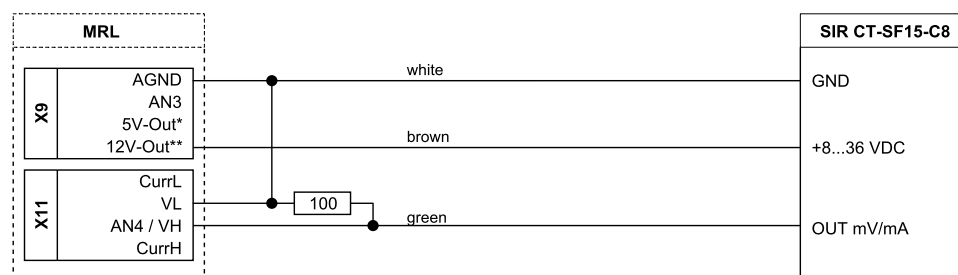 MRL
SIR CT-SF15-C8
X9
AGND
AN3
5V-Out*
12V-Out**
white
brown
GND
+8...36 VDC
X11
CurrL
VL
AN4 / VH
CurrH
100
green
OUT mV/mA